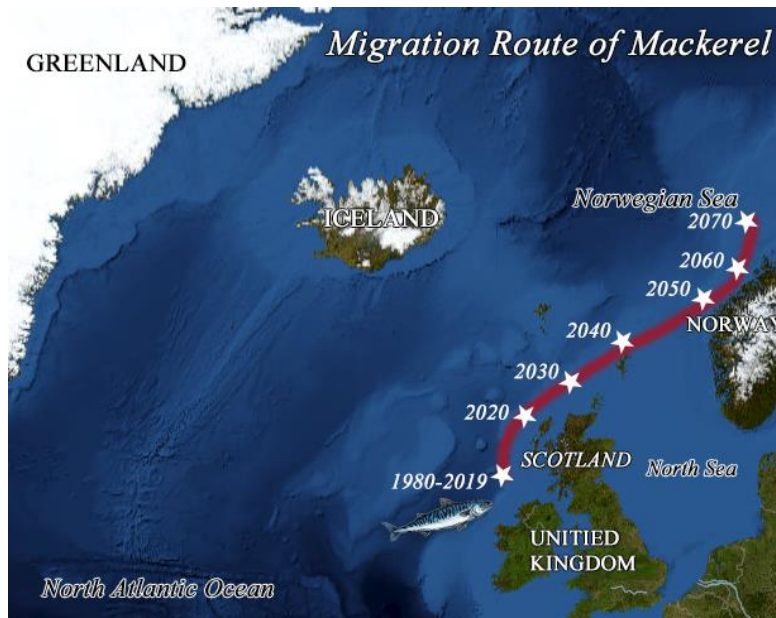 Migration Route of Mackerel
GREENLAND
ICELAND
Norwegian Sea
2070
2060
2050
NORWAY
2040
2030
2020
1980-2019
SCOTLAND
North Sea
UNITIED
KINGDOM
North Atlantic Ocean